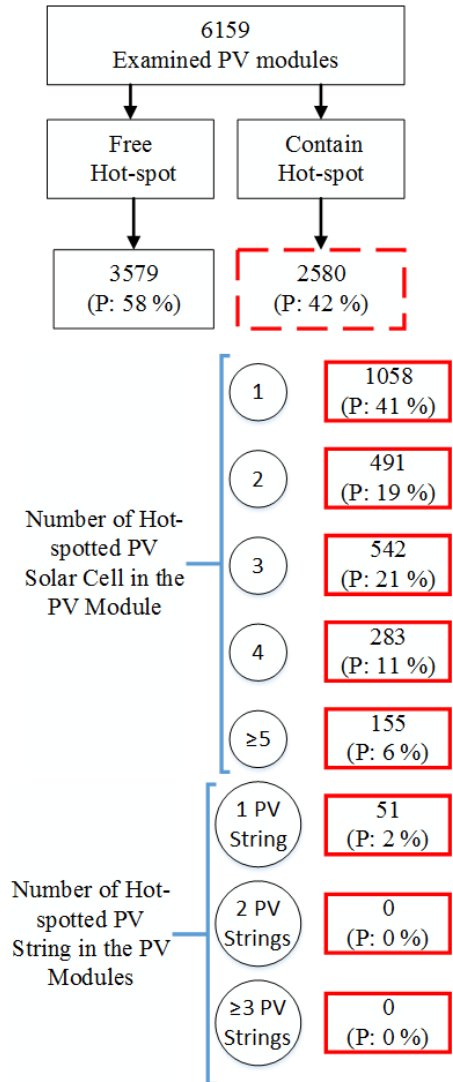 6159
Examined PV modules
Free
Hot-spot
Contain
Hot-spot
3579
(P: 58 %)
2580
(P: 42 %)
Number of Hot-
spotted PV
Solar Cell in the
PV Module
1
1058
(P: 41 %)
2
491
(P: 19 %)
3
542
(P: 21 %)
4
283
(P: 11 %)
≥5
155
(P: 6 %)
Number of Hot-
spotted PV
String in the PV
Modules
1 PV
String
51
(P: 2 %)
2 PV
Strings
0
(P: 0 %)
≥3 PV
Strings
0
(P: 0 %)